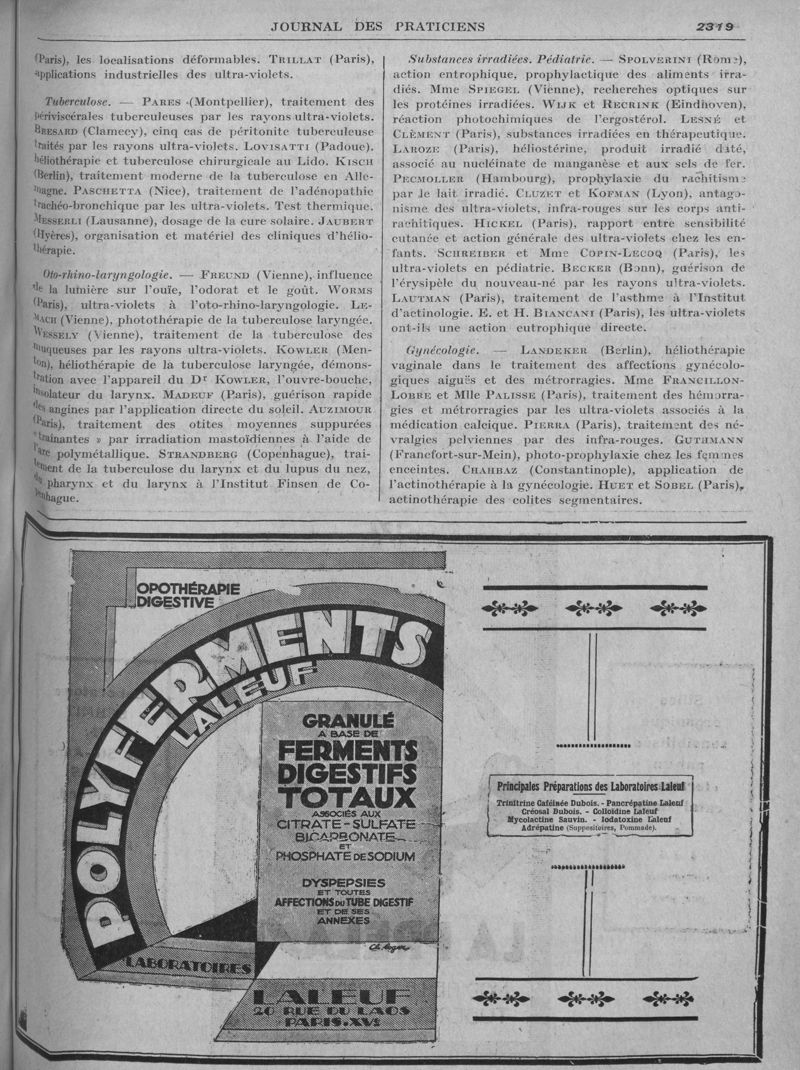 JOURNAL DES PRATICIENS 2319
(Paris), les localisations déformables. TRILLAT (Paris),
applications industrielles des ultra-violets.
Tuberculose. — PARES (Montpellier), traitement des
périviscérales tuberculeuses par les rayons ultra-violets.
BRESARD (Clamecy), cinq cas de péritonite tuberculeuse
traités par les rayons ultra-violets. LOVISATTI (Padoue).
héliothérapie et tuberculose chirurgicale au Lido. KISCH
(Berlin), traitement moderne de la tuberculose en Alle-
magne. PASCHETTA (Nice), traitement de l'adénopathie
trachéo-bronchique par les ultra-violets. Test thermique.
MESSERLI (Lausanne), dosage de la cure solaire. JAUBERT
(Hyères), organisation et matériel des cliniques d'hélio-
thérapie.
Oto-rhino-laryngologie. — FREUND (Vienne), influence
de la lumière sur l'ouïe, l'odorat et le goût. WORMS
(Paris), ultra-violets à l'oto-rhino-laryngologie. LE-
MACH (Vienne), photothérapie de la tuberculose laryngée.
WESSELY (Vienne), traitement de la tuberculose des
muqueuses par les rayons ultra-violets. KOWLER (Men-
ton), héliothérapie de la tuberculose laryngée, démons-
tration avec l'appareil du Dr KOWLER, l'ouvre-bouche,
insolateur du larynx. MADEUF (Paris), guérison rapide
des angines par l'application directe du soleil. AUZIMOUR
(Paris), traitement des otites moyennes suppurées
« trainantes » par irradiation mastoïdiennes à l'aide de
l'arc polymétallique. STRANDBERG (Copenhague), trai-
tement de la tuberculose du larynx et du lupus du nez,
du pharynx et du larynx à l'Institut Finsen de Co-
penhague.
Substances irradiées. Pédiatrie. — SPOLVERINI (Rome),
action entrophique, prophylactique des aliments irra-
diés. Mme SPIEGEL (Vienne), recherches optiques sur
les protéines irradiées. WIJK et RECRINK (Eindhoven),
réaction photochimiques de l'ergostérol. LESNÉ et
CLÉMENT (Paris), substances irradiées en thérapeutique.
LAROZE (Paris), héliostérine, produit irradié daté,
associé au nucléinate de manganèse et aux sels de fer.
PECMOLLER (Hambourg), prophylaxie du rachitisme
par le lait irradié. CLUZET et KOFMAN (Lyon), antago-
nisme des ultra-violets, infra-rouges sur les corps anti-
rachitiques. HICKEL (Paris), rapport entre sensibilité
cutanée et action générale des ultra-violets chez les en-
fants. SCHREIBER et Mme COPIN-LECOQ (Paris), les
ultra-violets en pédiatrie. BECKER (Bonn), guérison de
l'érysipèle du nouveau-né par les rayons ultra-violets.
LAUTMAN (Paris), traitement de l'asthme à l'Institut
d'actinologie. E. et H. BIANCANI (Paris), les ultra-violets
ont-ils une action eutrophique directe.
Gynécologie. — LANDEKER (Berlin), héliothérapie
vaginale dans le traitement des affections gynécolo-
giques aiguës et des métrorragies. Mme FRANCILLON-
LOBRE et Mlle PALISSE (Paris), traitement des hémorra-
gies et métrorragies par les ultra-violets associés à la
médication calcique. PIERRA (Paris), traitement des né-
vralgies pelviennes par des infra-rouges. GUTHMANN
(Francfort-sur-Mein), photo-prophylaxie chez les femmes
enceintes. CHAHBAZ (Constantinople), application de
l'actinothérapie à la gynécologie. HUET et SOBEL (Paris),
actinothérapie des colites segmentaires.
OPOTHÉRAPIE
DIGESTIVE
POLYFERMENTS
LALEUF
GRANULÉ
A BASE DE
FERMENTS
DIGESTIFS
TOTAUX
ASSOCIÉS AUX
CITRATE - SULFATE
BICARBONATE
ET
PHOSPHATE DE SODIUM
DYSPEPSIES
ET TOUTES
AFFECTIONS DU TUBE DIGESTIF
ET DE SES
ANNEXES
LABORATOIRES
LALEUF
20 RUE DU LAOS
PARIS.XVE
Principales Préparations des Laboratoires Laleuf
Trinitrine Caféinée Dubois. - Pancrépatine Laleuf
Créosal Dubois. - Colloïdine Laleuf
Mycolactine Sauvin. - Iodatoxine Laleuf
Adrépatine (Suppositoires, Pommade).